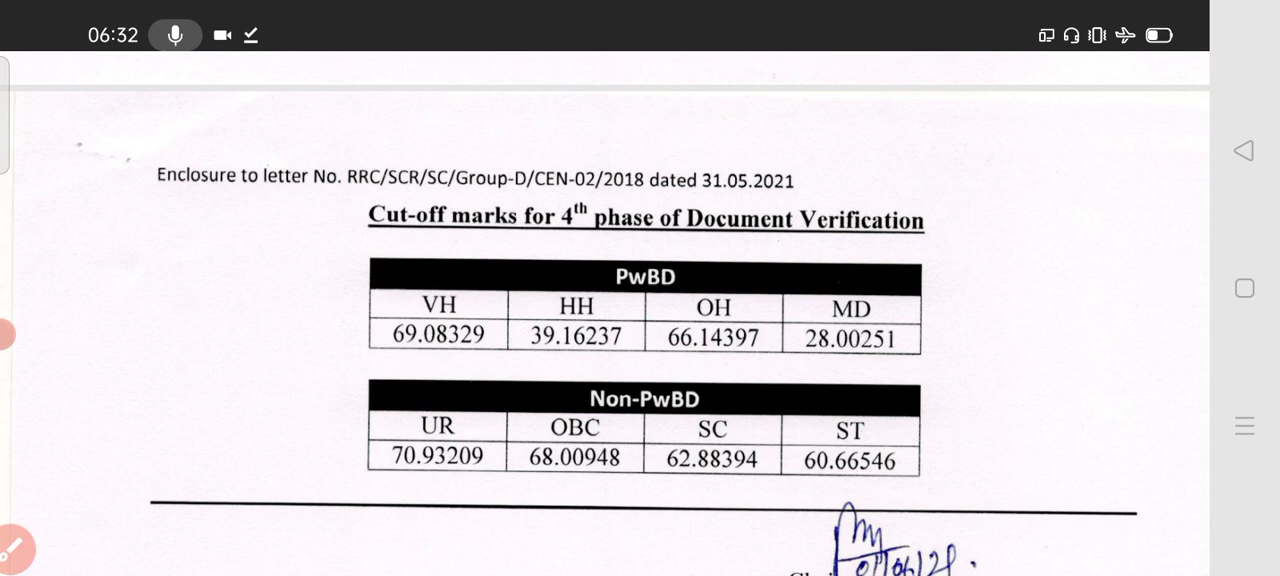 06:32
Enclosure to letter No. RRC/SCR/SC/Group-D/CEN-02/2018 dated 31.05.2021
Cut-off marks for 4th phase of Document Verification
PwBD
VH HH OH MD
69.08329 39.16237 66.14397 28.00251
Non-PwBD
UR OBC SC ST
70.93209 68.00948 62.88394 60.66546